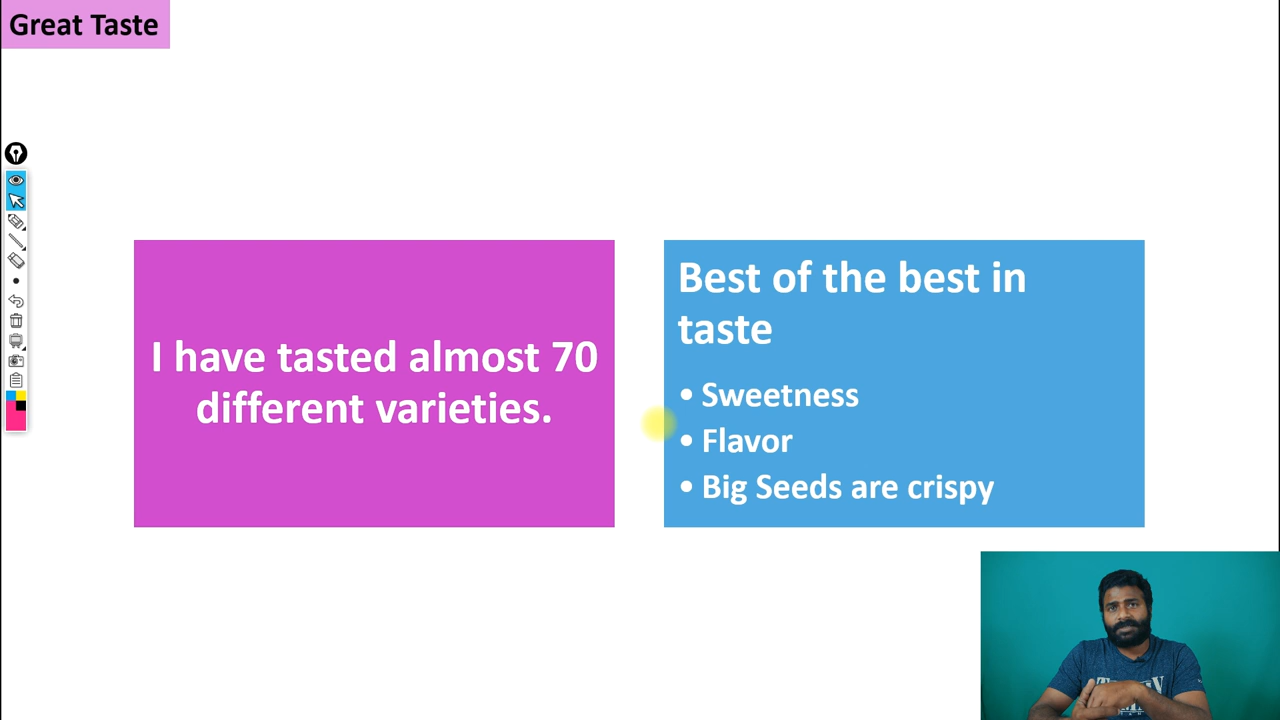 Great Taste
I have tasted almost 70
different varieties.
Best of the best in
taste
• Sweetness
• Flavor
• Big Seeds are crispy